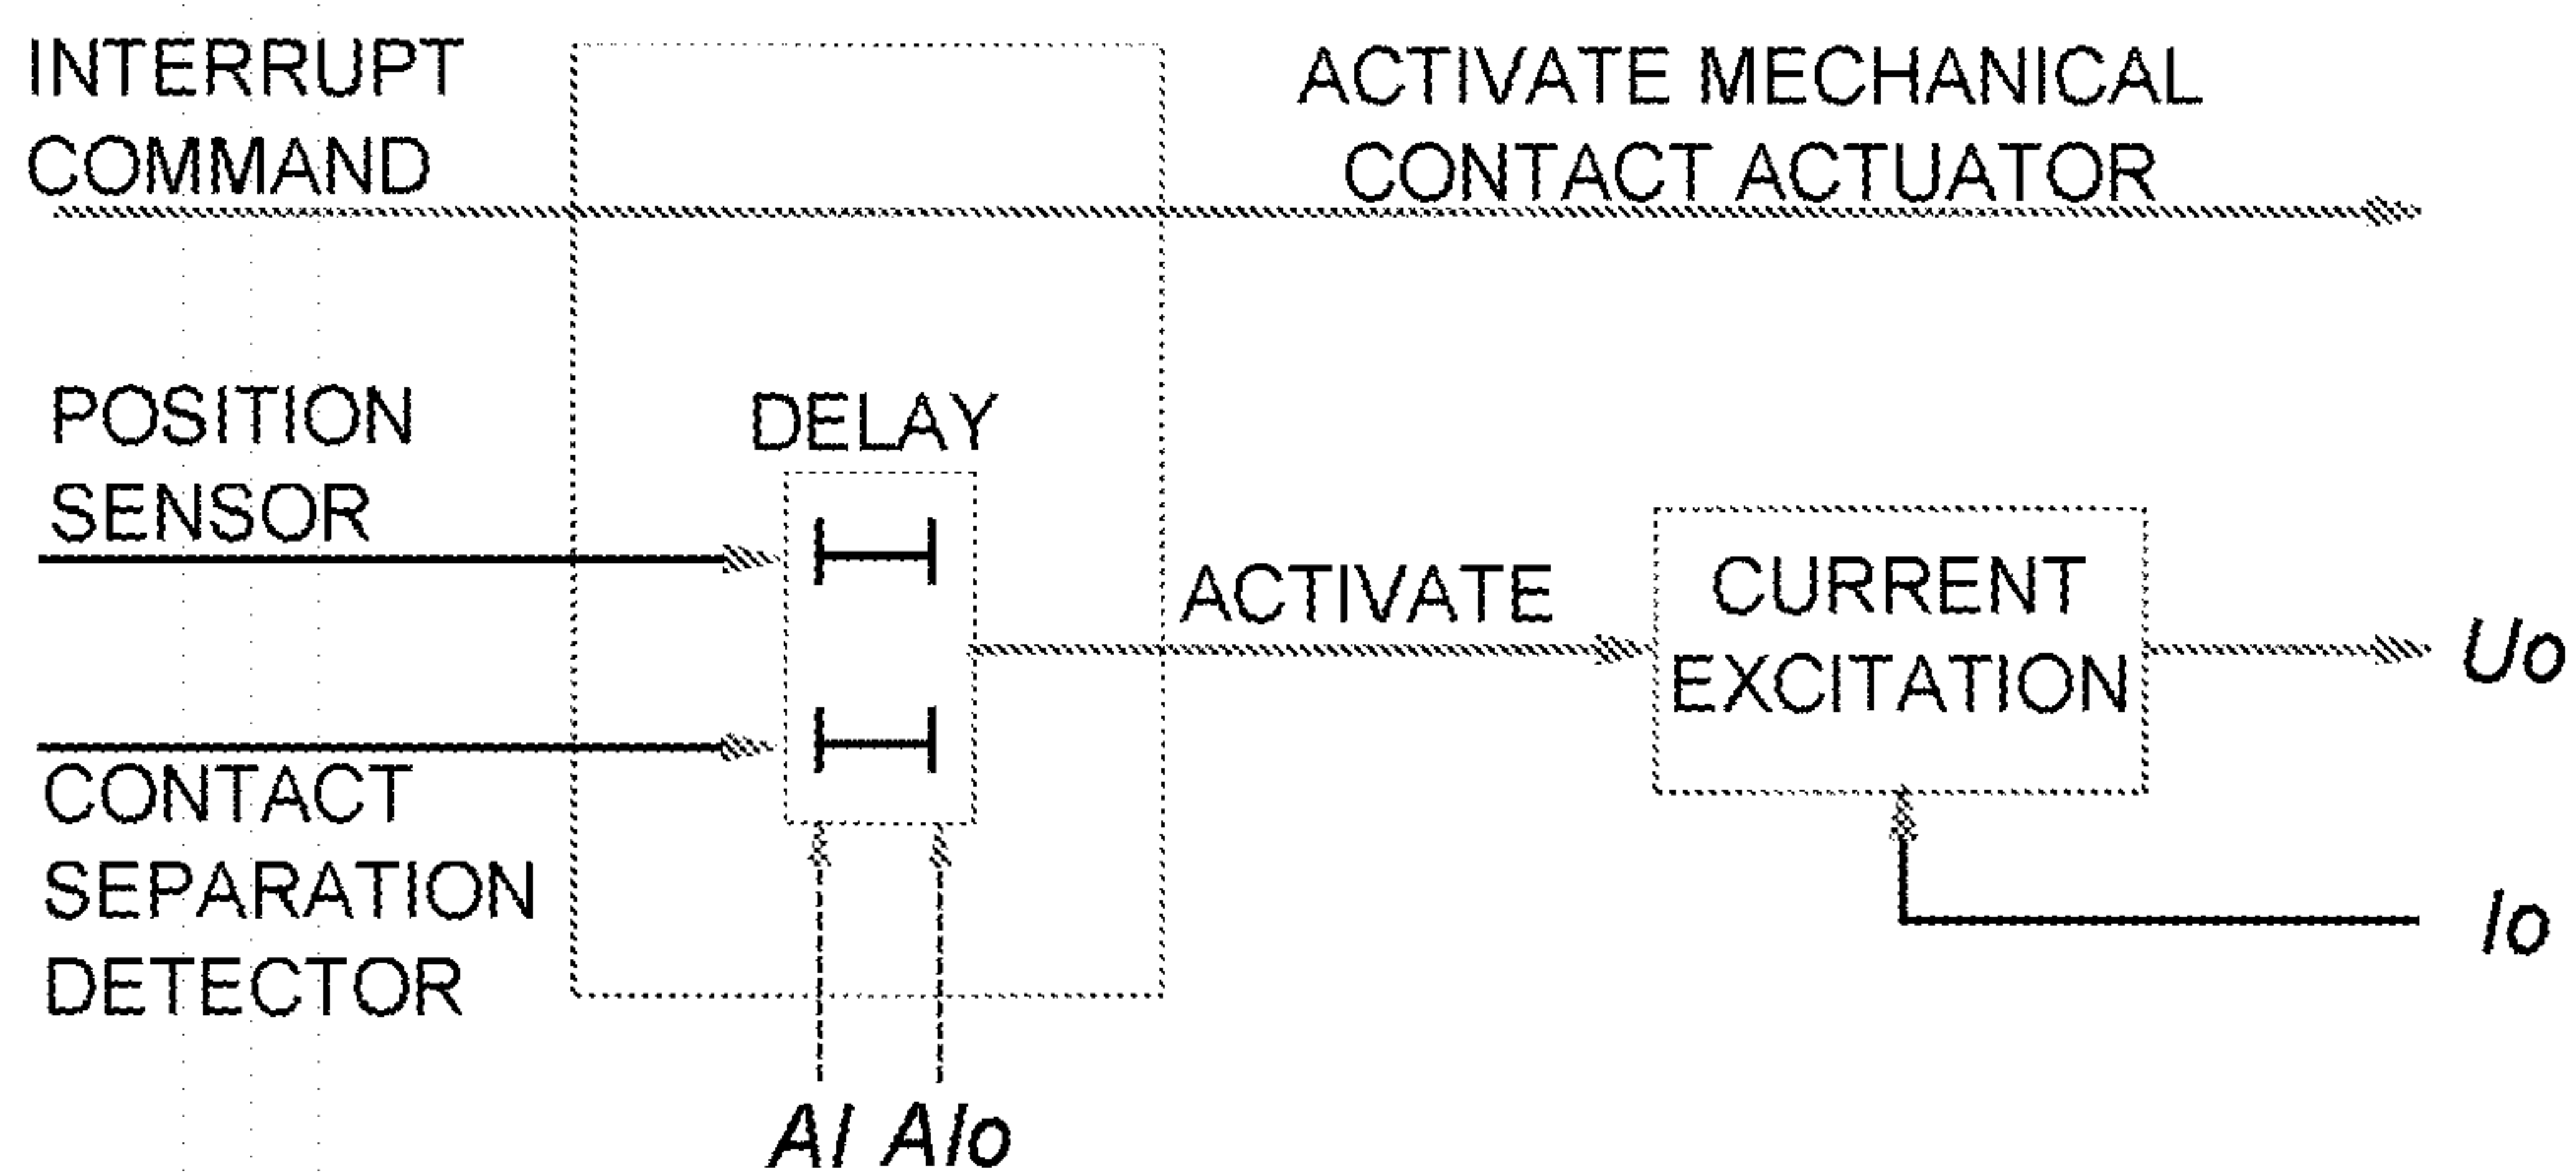 INTERRUPT
COMMAND
ACTIVATE MECHANICAL
CONTACT ACTUATOR
POSITION
SENSOR
DELAY
ACTIVATE
CURRENT
EXCITATION
Uo
CONTACT
SEPARATION
DETECTOR
Io
AI AIo